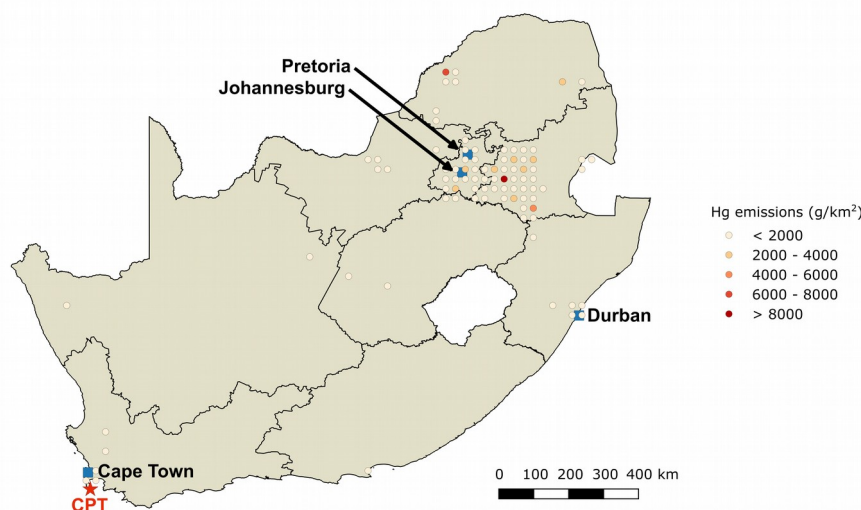 Pretoria
Johannesburg
Hg emissions (g/km²)
< 2000
2000 - 4000
4000 - 6000
6000 - 8000
> 8000
Durban
Cape Town
CPT
0 100 200 300 400 km